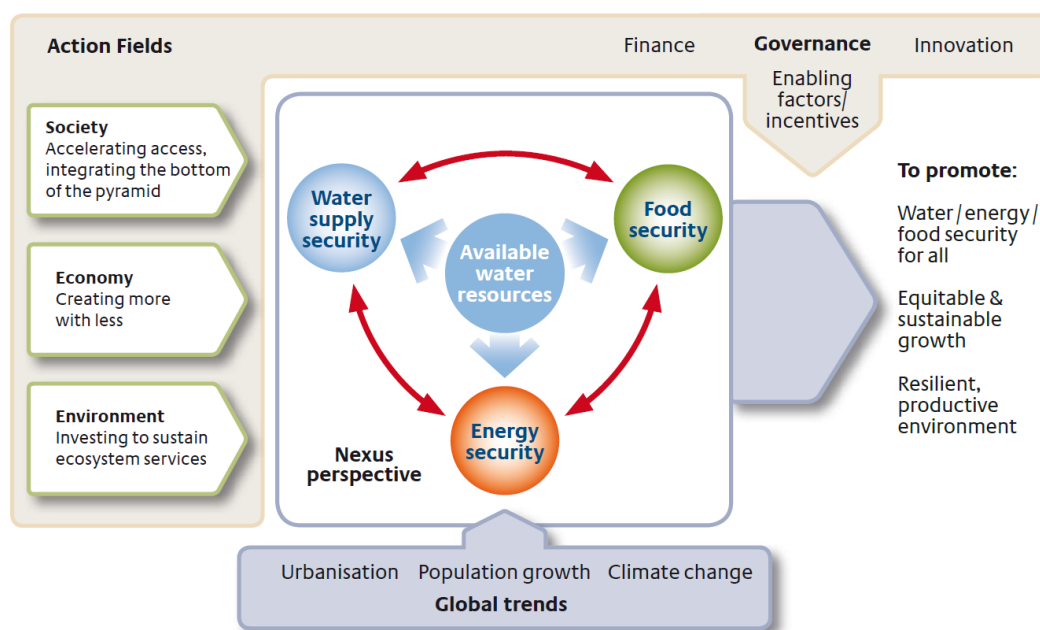 Action Fields
Finance
Governance
Innovation
Enabling
factors/
incentives
Society
Accelerating access,
integrating the bottom
of the pyramid
Economy
Creating more
with less
Environment
Investing to sustain
ecosystem services
Water
supply
security
Food
security
Available
water
resources
Energy
security
Nexus
perspective
To promote:
Water/energy/
food security
for all
Equitable &
sustainable
growth
Resilient,
productive
environment
Urbanisation
Population growth
Climate change
Global trends